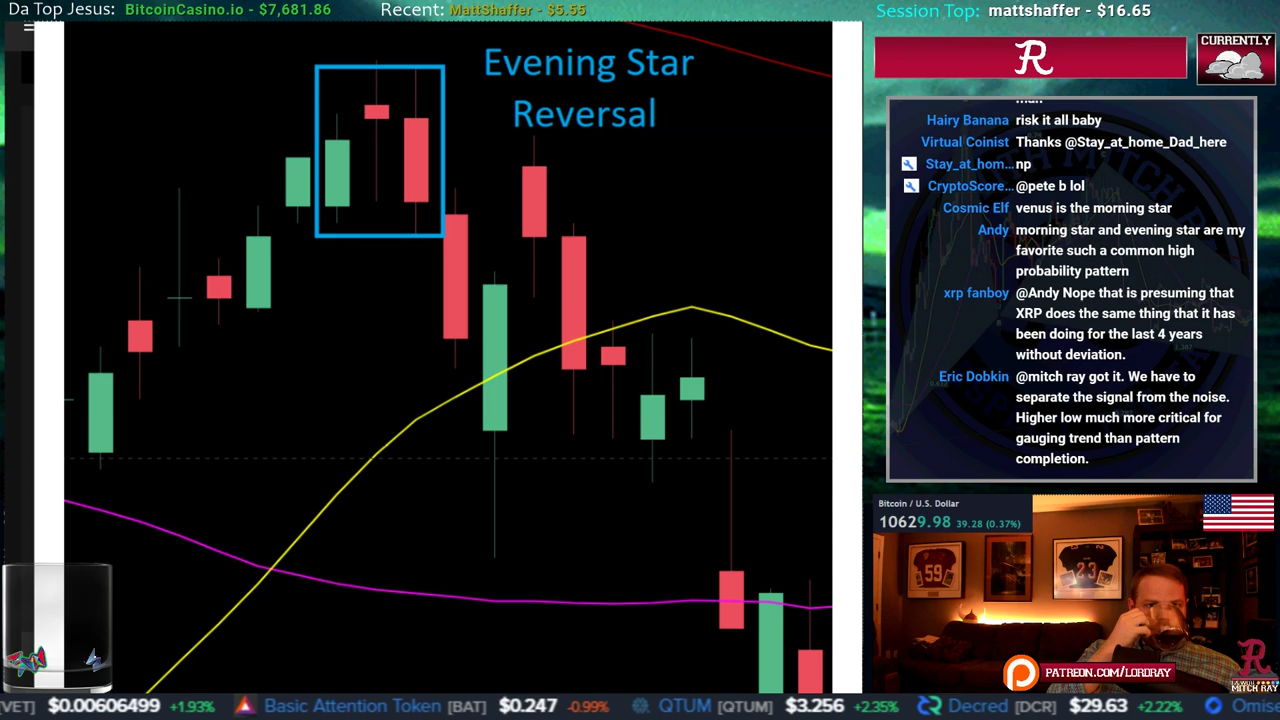 Da Top Jesus: BitcoinCasino.io - $7,681.86
Recent: MattShaffer - $5.55
Session Top: mattshaffer - $16.65
Evening Star
Reversal
R
CURRENTLY
Hairy Banana risk it all baby
Virtual Coinist Thanks @Stay_at_home_Dad_here
Stay_at_hom... np
CryptoScore... @pete b lol
Cosmic Elf venus is the morning star
Andy morning star and evening star are my
favorite such a common high
probability pattern
xrp fanboy @Andy Nope that is presuming that
XRP does the same thing that it has
been doing for the last 4 years
without deviation.
Eric Dobkin @mitch ray got it. We have to
separate the signal from the noise.
Higher low much more critical for
gauging trend than pattern
completion.
Bitcoin / U.S. Dollar
10629.98 39.28 (0.37%)
59
23
PATREON.COM/LORDRAY
R
MITCH RAY
[VET] $0.00606499 +1.93% Basic Attention Token [BAT] $0.247 -0.99% QTUM [QTUM] $3.256 +2.35% Decred [DCR] $29.63 +2.22% Omise